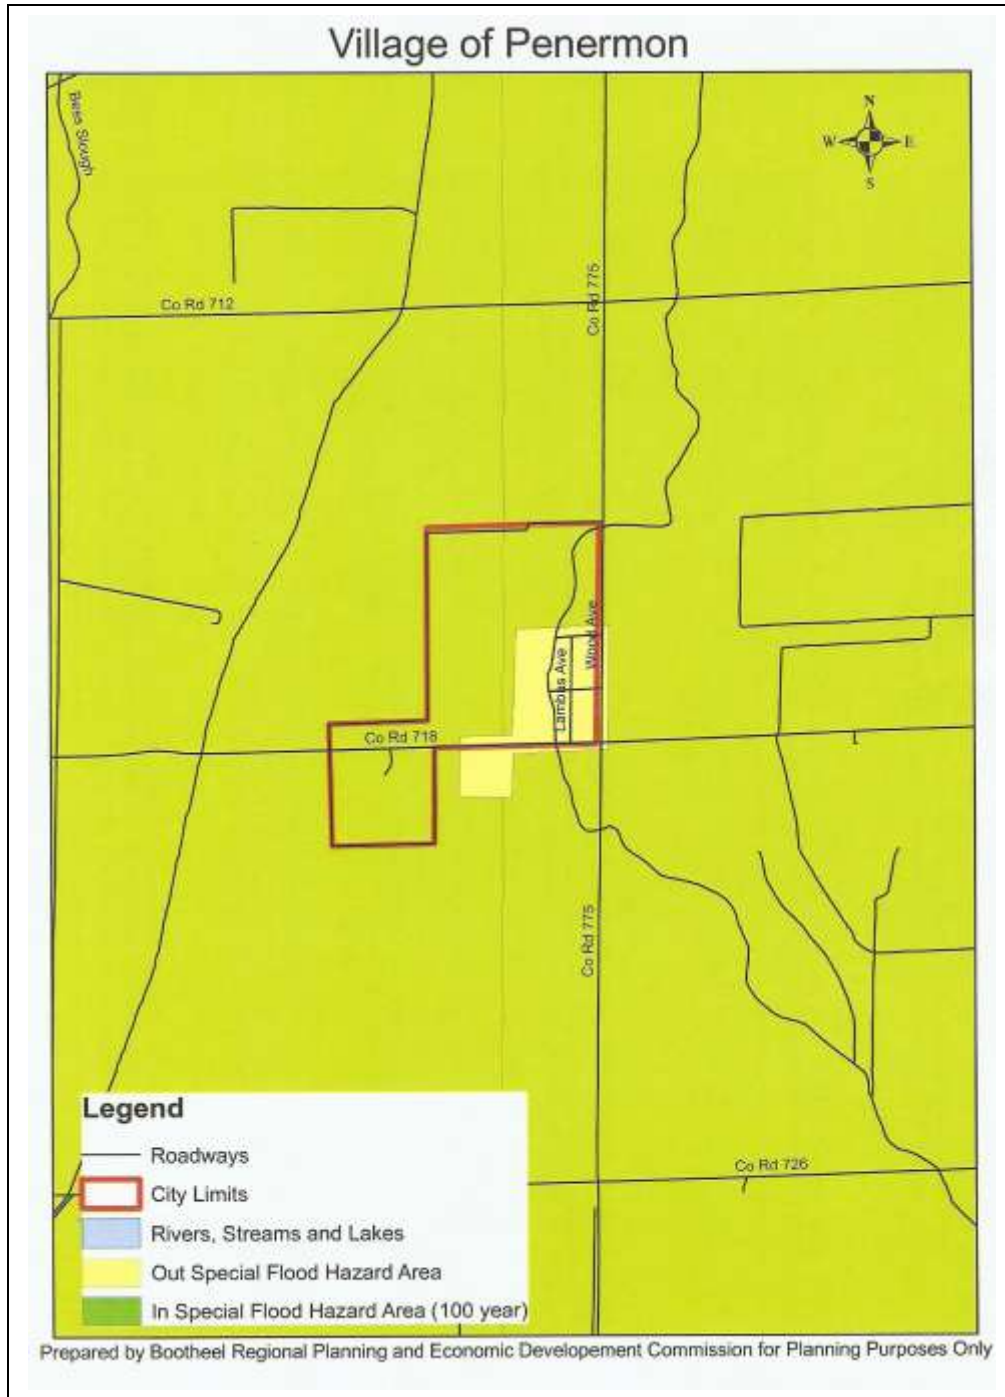 Village of Penermon
Bess Slough
N
W E
S
Co Rd 775
Co Rd 712
Wood Ave
Lambus Ave
Co Rd 718
Co Rd 775
Co Rd 726
Legend
Roadways
City Limits
Rivers, Streams and Lakes
Out Special Flood Hazard Area
In Special Flood Hazard Area (100 year)
Prepared by Bootheel Regional Planning and Economic Developement Commission for Planning Purposes Only